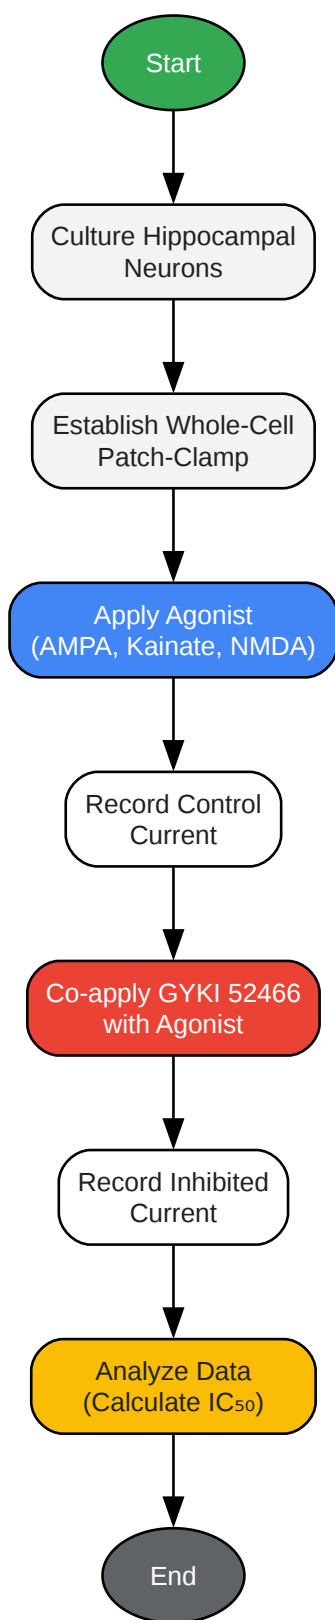 Start
Culture Hippocampal
Neurons
Establish Whole-Cell
Patch-Clamp
Apply Agonist
(AMPA, Kainate, NMDA)
Record Control
Current
Co-apply GYKI 52466
with Agonist
Record Inhibited
Current
Analyze Data
(Calculate IC₅₀)
End